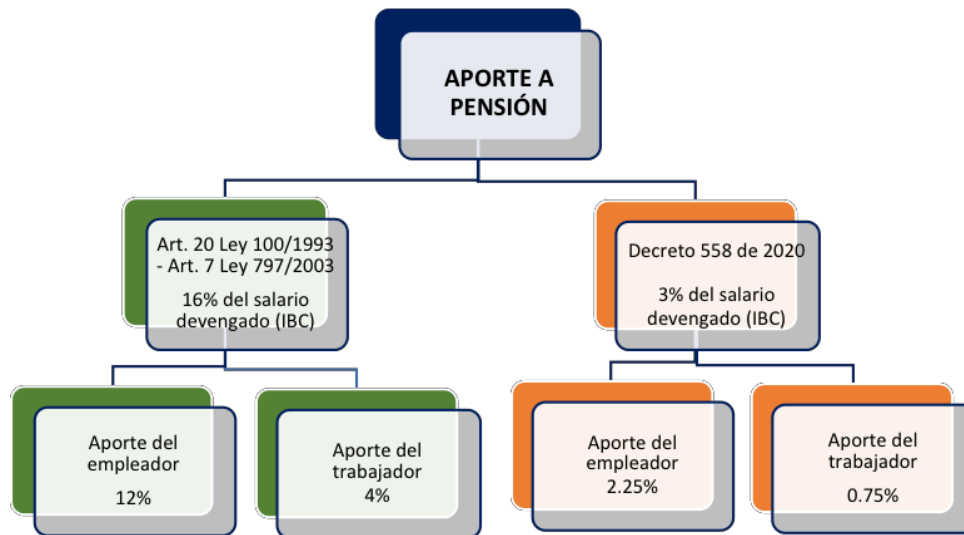 APORTE A
PENSIÓN
Art. 20 Ley 100/1993
- Art. 7 Ley 797/2003
16% del salario
devengado (IBC)
Decreto 558 de 2020
3% del salario
devengado (IBC)
Aporte del
empleador
12%
Aporte del
trabajador
4%
Aporte del
empleador
2.25%
Aporte del
trabajador
0.75%